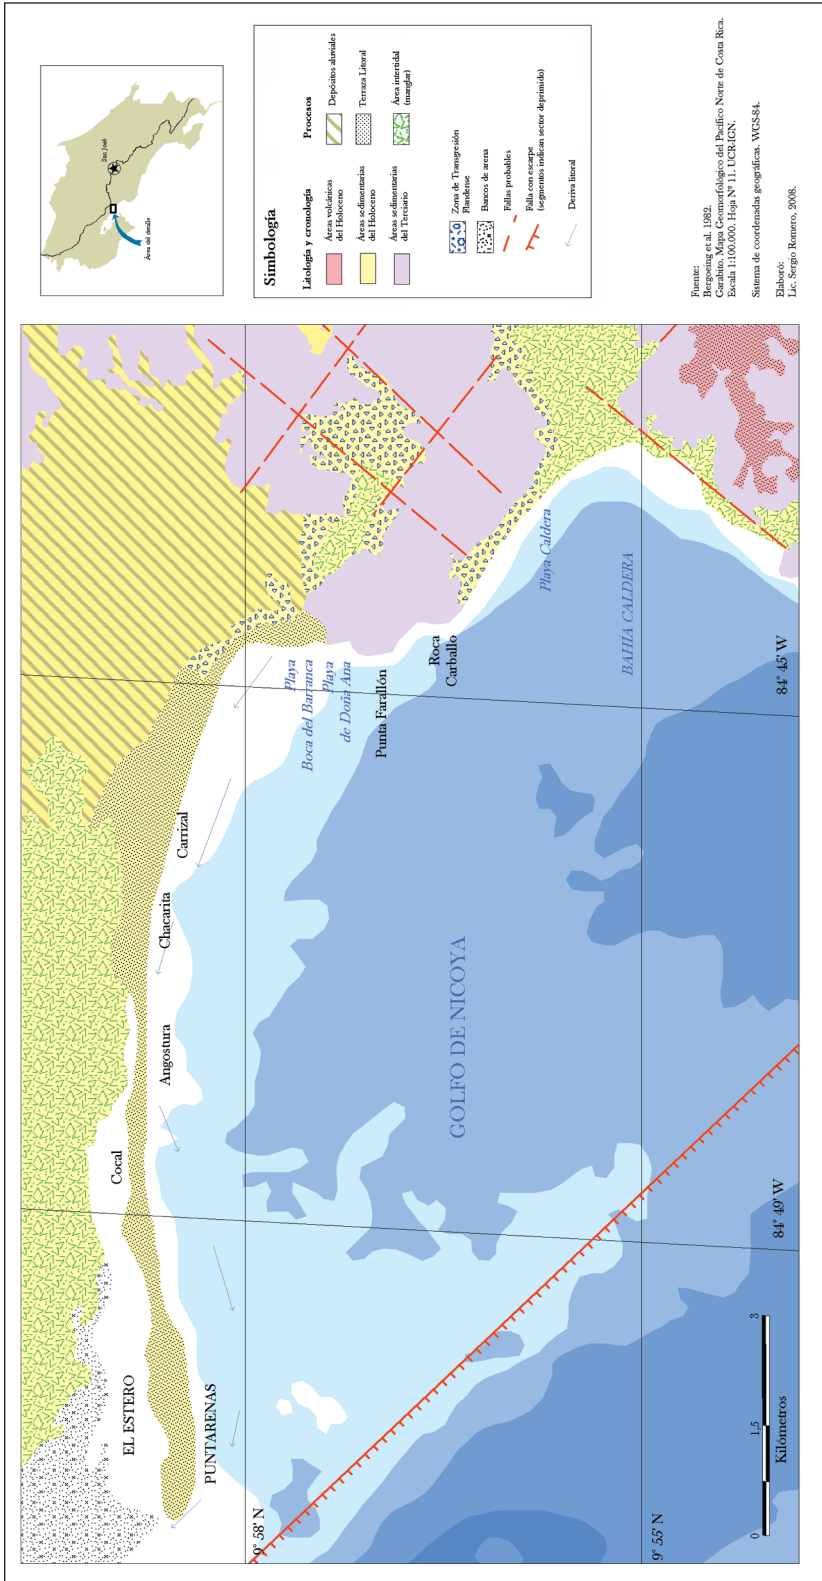 EL ESTERO
PUNTARENAS
Cocal
Angostura
Chacarita
Carrizal
Playa
Boca del Barranca
Playa
de Doña Ana
Punta Farallón
Roca
Carballo
Playa Caldera
BAHÍA CALDERA
GOLFO DE NICOYA
9° 58' N
9° 55' N
84° 49' W
84° 45' W
0 1,5 3
Kilómetros
San José
Área del detalle
Simbología
Litología y cronología
Áreas volcánicas
del Holoceno
Áreas sedimentarias
del Holoceno
Áreas sedimentarias
del Terciario
Procesos
Depósitos aluviales
Terraza Litoral
Área intertidal
(manglar)
Zona de Transgresión
Flandense
Bancos de arena
Fallas probables
Falla con escarpe
(segmentos indican sector deprimido)
Deriva litoral
Fuente:
Bergoeing et al. 1982.
Garabito. Mapa Geomorfológico del Pacífico Norte de Costa Rica.
Escala 1:100.000. Hoja Nº 11. UCR-IGN.
Sistema de coordenadas geográficas. WGS-84.
Elaboró:
Lic. Sergio Romero, 2008.